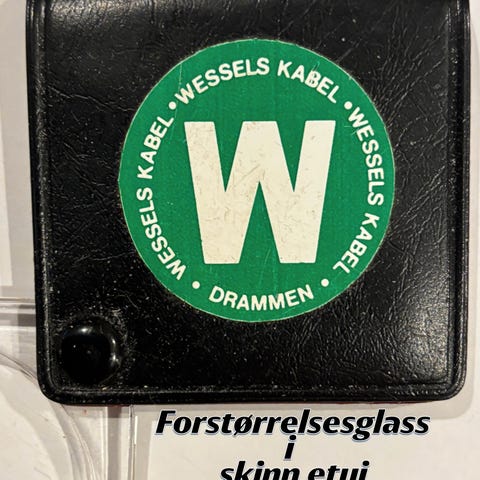 WESSELS KABEL • WESSELS KABEL • WESSELS KABEL •
W
DRAMMEN •
Forstørrelsesglass
i
skinn etui